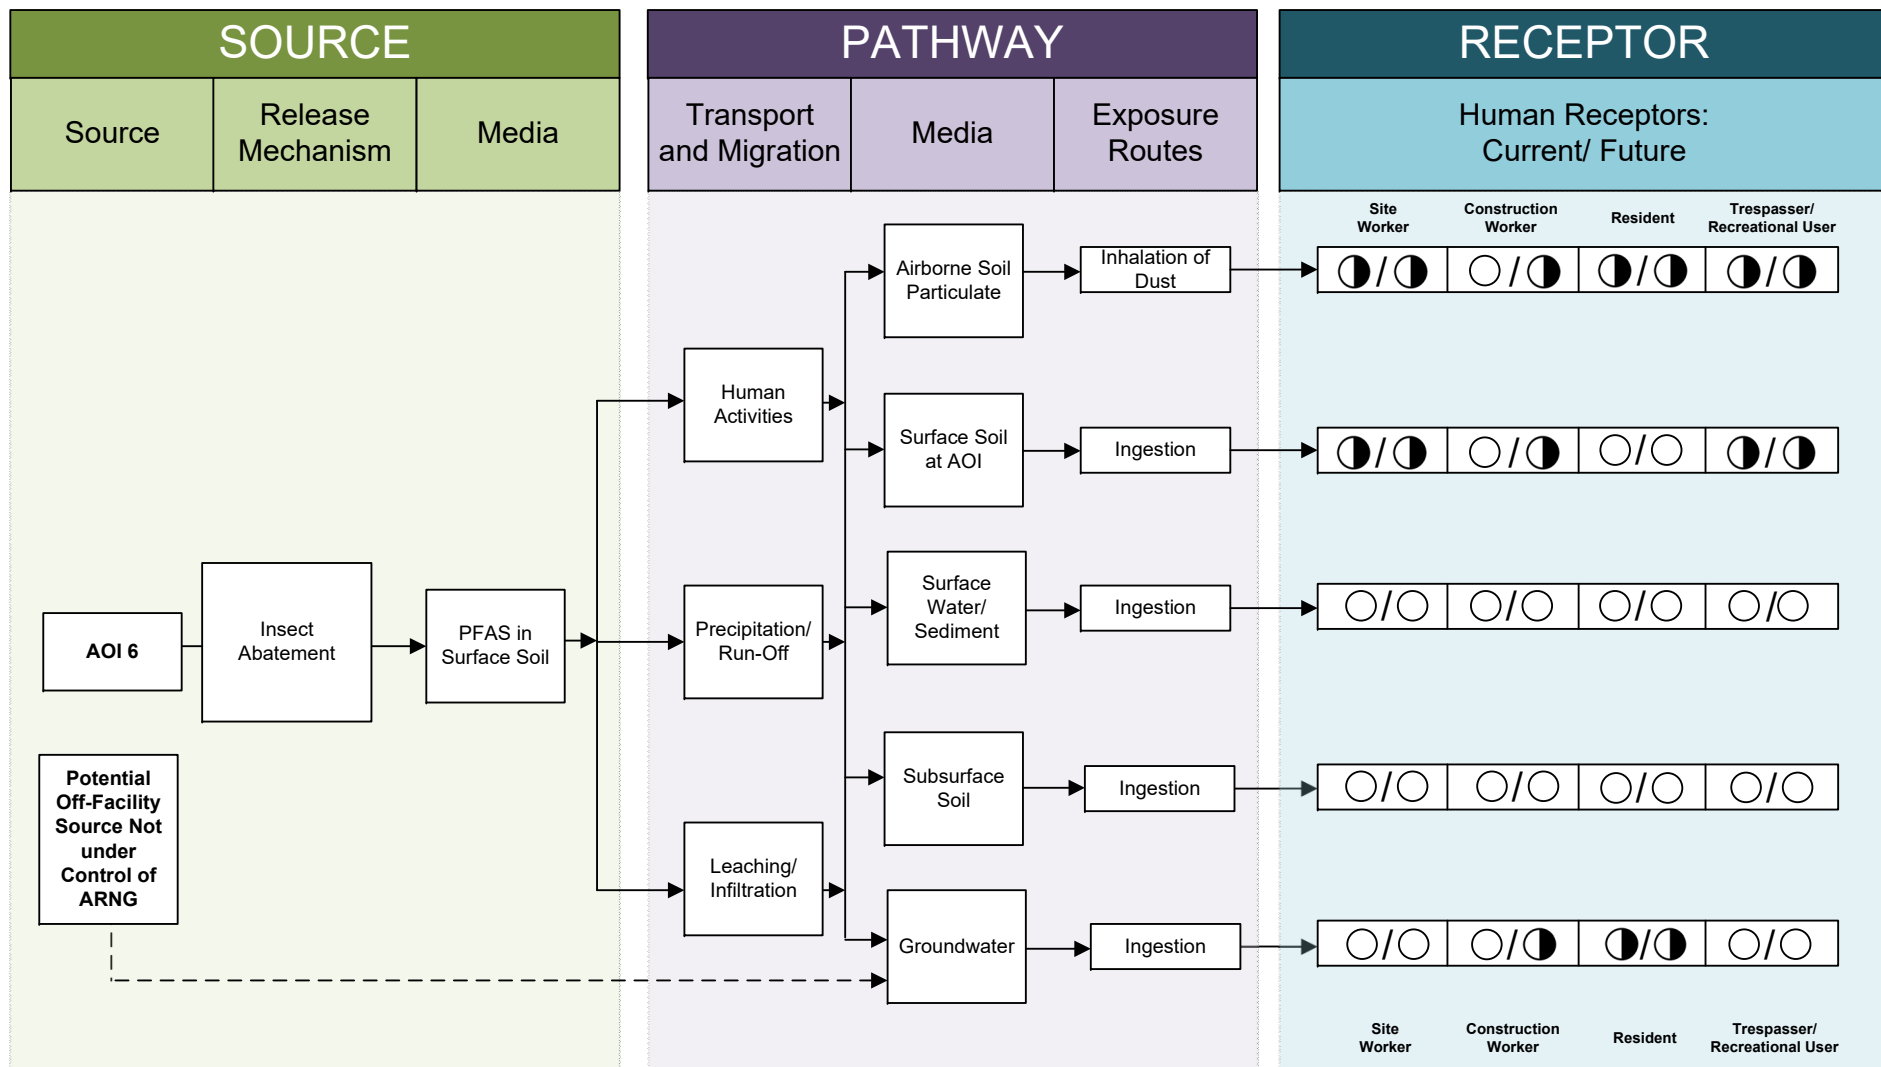 SOURCE
PATHWAY
RECEPTOR
Source
Release
Mechanism
Media
Transport
and Migration
Media
Exposure
Routes
Human Receptors:
Current/ Future
Site
Worker
Construction
Worker
Resident
Trespasser/
Recreational User
Airborne Soil
Particulate
Inhalation of
Dust
/
/
/
/
Human
Activities
Surface Soil
at AOI
Ingestion
/
/
/
/
AOI 6
Insect
Abatement
PFAS in
Surface Soil
Precipitation/
Run-Off
Surface
Water/
Sediment
Ingestion
/
/
/
/
Potential
Off-Facility
Source Not
under
Control of
ARNG
Subsurface
Soil
Ingestion
/
/
/
/
Leaching/
Infiltration
Groundwater
Ingestion
/
/
/
/
Site
Worker
Construction
Worker
Resident
Trespasser/
Recreational User